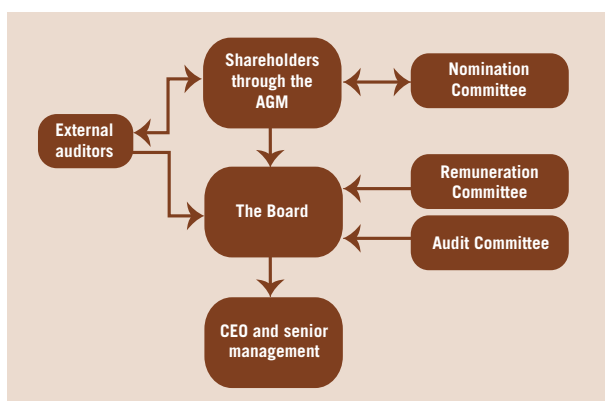 Shareholders
through the
AGM
Nomination
Committee
External
auditors
Remuneration
Committee
The Board
Audit Committee
CEO and senior
management